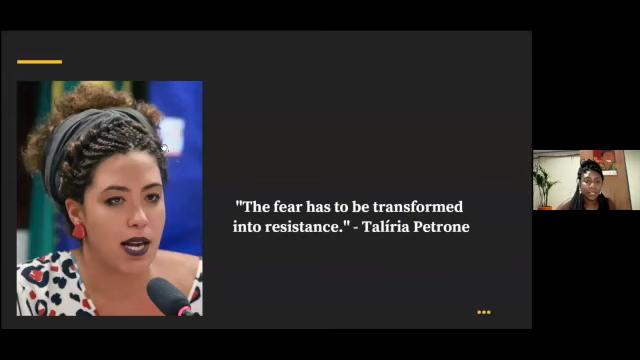 "The fear has to be transformed
into resistance." - Talíria Petrone